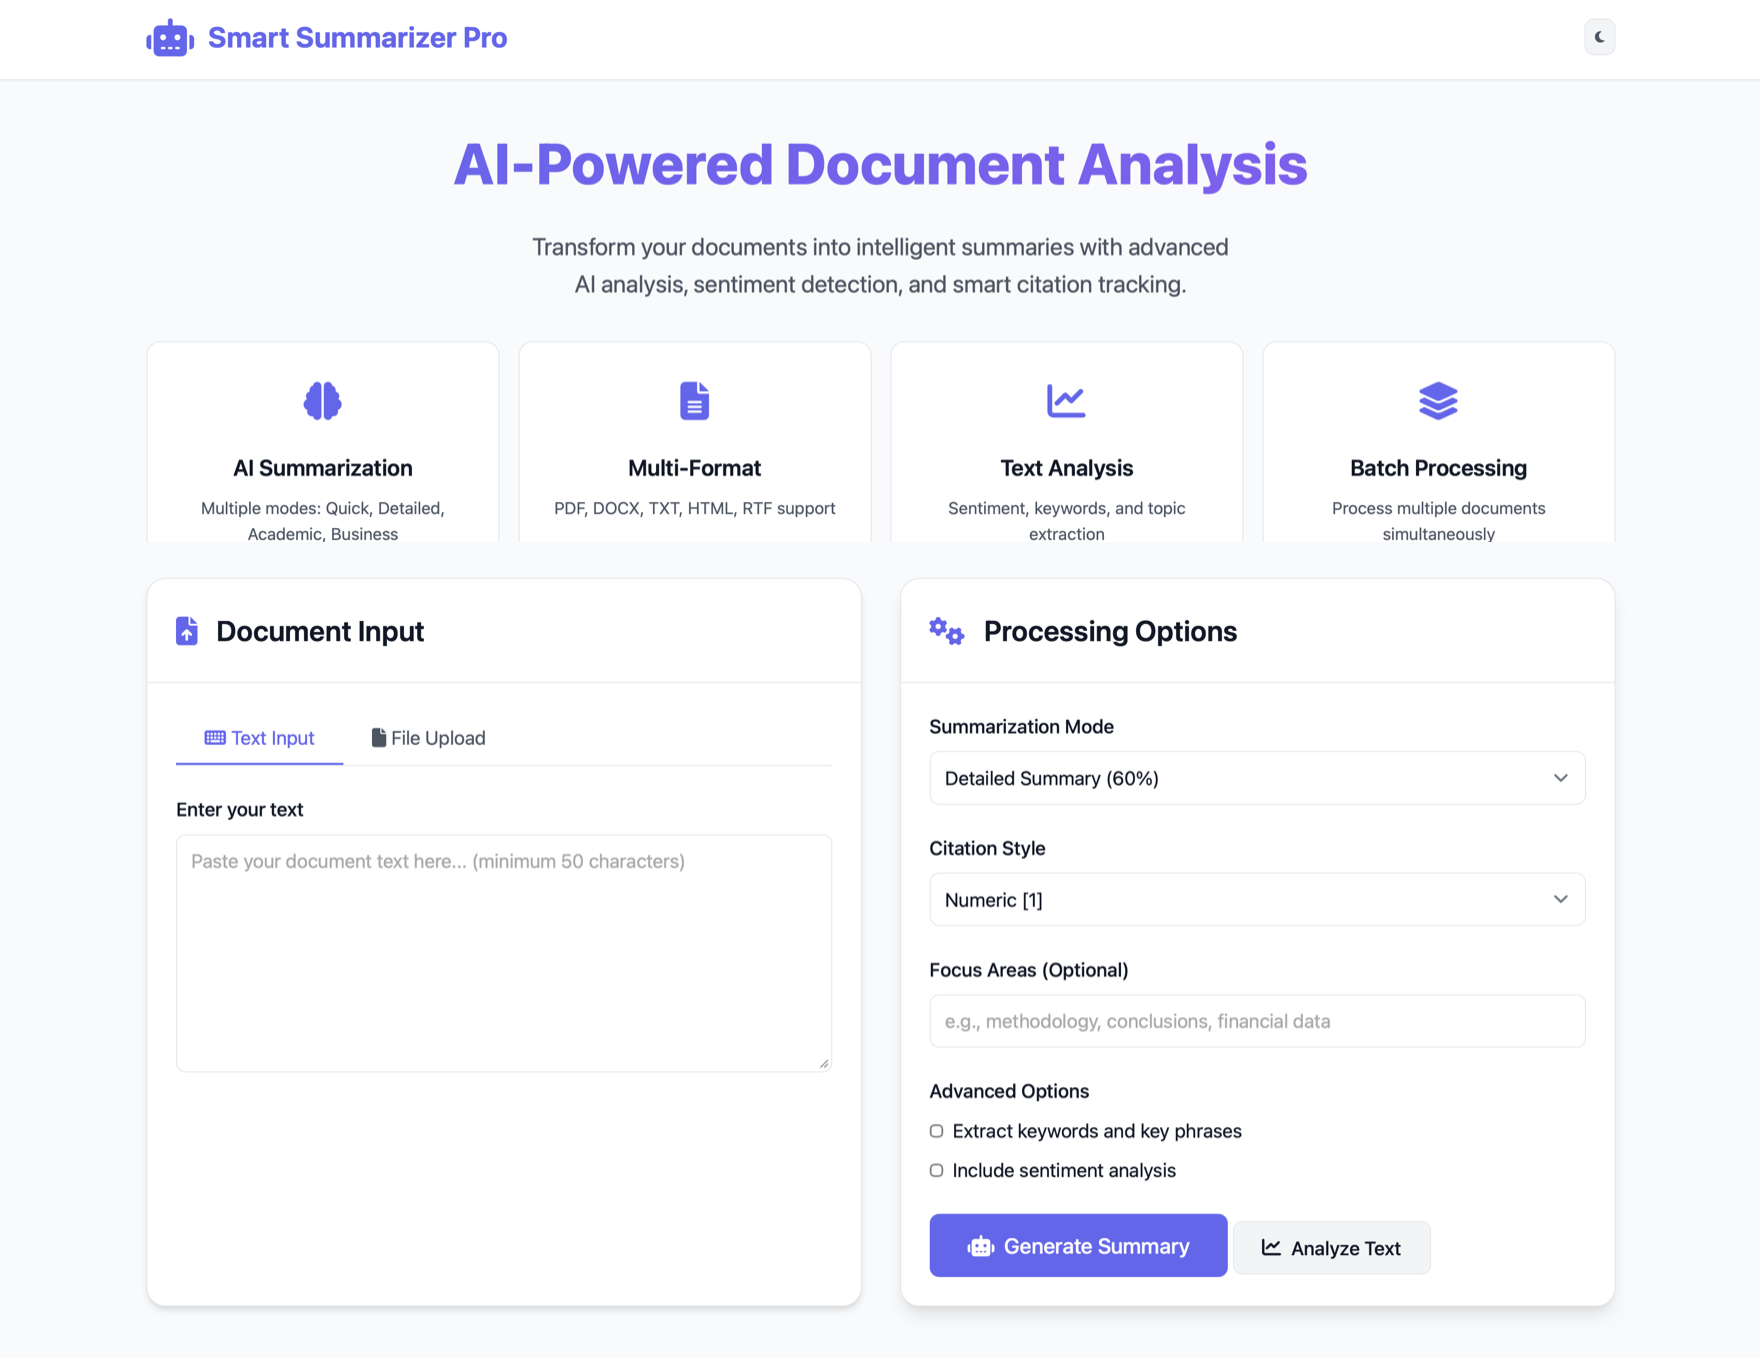 Smart Summarizer Pro
AI-Powered Document Analysis
Transform your documents into intelligent summaries with advanced
AI analysis, sentiment detection, and smart citation tracking.
AI Summarization
Multiple modes: Quick, Detailed,
Academic, Business
Multi-Format
PDF, DOCX, TXT, HTML, RTF support
Text Analysis
Sentiment, keywords, and topic
extraction
Batch Processing
Process multiple documents
simultaneously
Document Input
Text Input
File Upload
Enter your text
Paste your document text here... (minimum 50 characters)
Processing Options
Summarization Mode
Detailed Summary (60%)
Citation Style
Numeric [1]
Focus Areas (Optional)
e.g., methodology, conclusions, financial data
Advanced Options
Extract keywords and key phrases
Include sentiment analysis
Generate Summary
Analyze Text